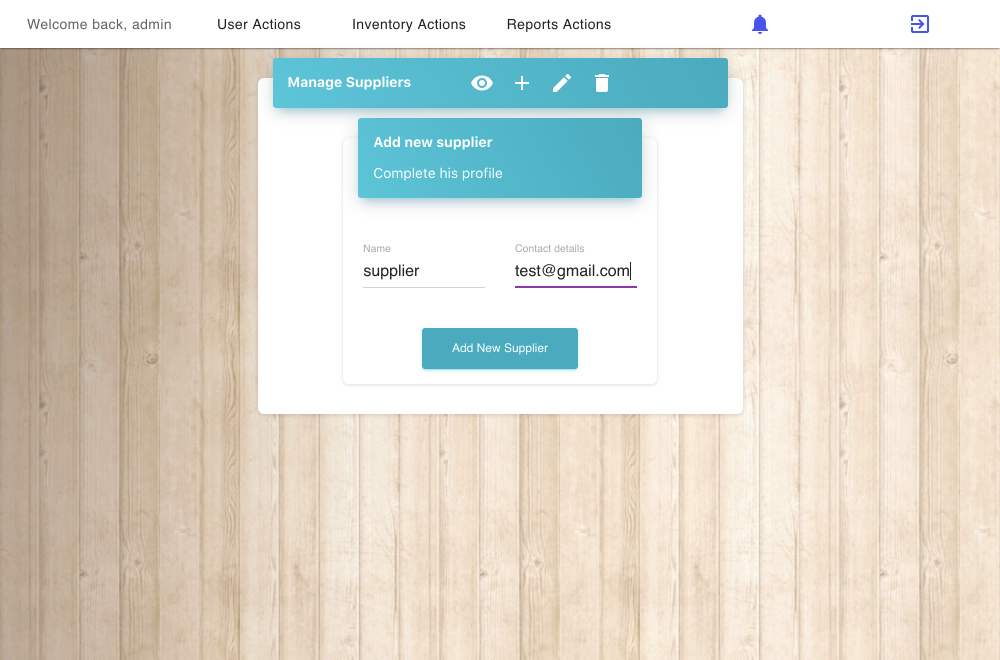 Welcome back, admin User Actions Inventory Actions Reports Actions
Manage Suppliers
Add new supplier
Complete his profile
Name Contact details
supplier test@gmail.com
Add New Supplier